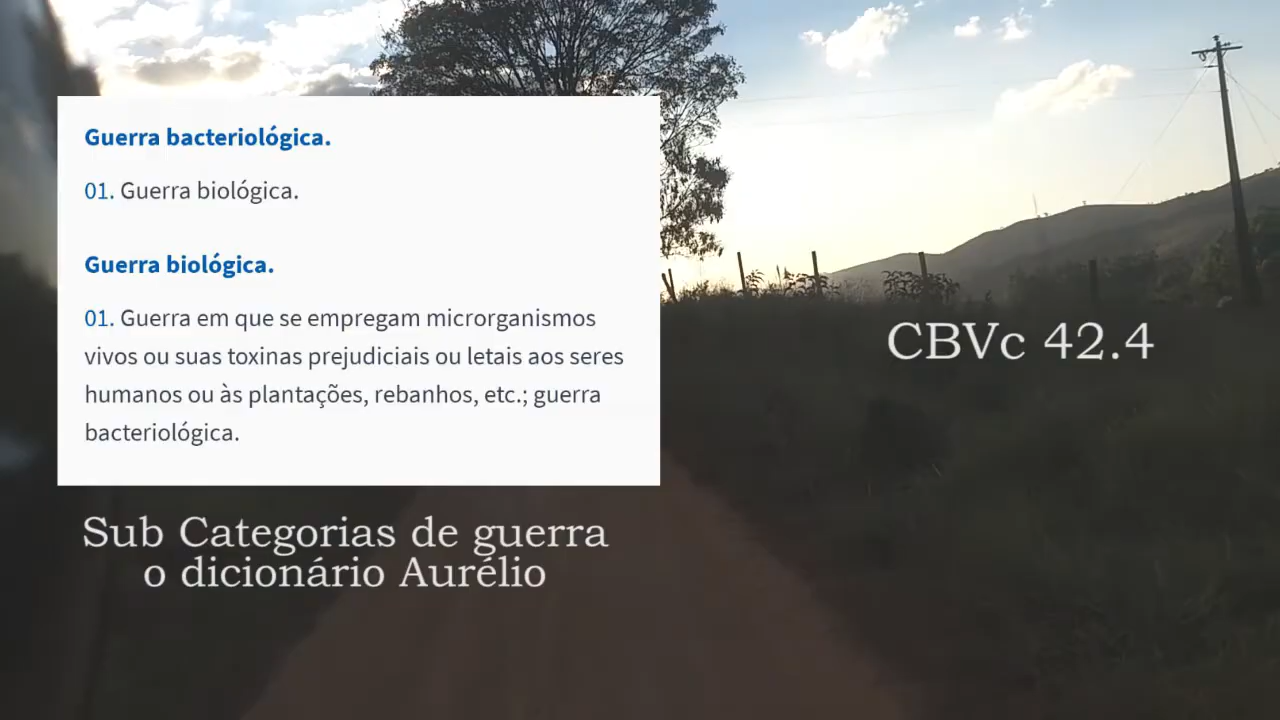 Guerra bacteriológica.
01. Guerra biológica.
Guerra biológica.
01. Guerra em que se empregam microrganismos
vivos ou suas toxinas prejudiciais ou letais aos seres
humanos ou às plantações, rebanhos, etc.; guerra
bacteriológica.
Sub Categorias de guerra
o dicionário Aurélio
CBVc 42.4